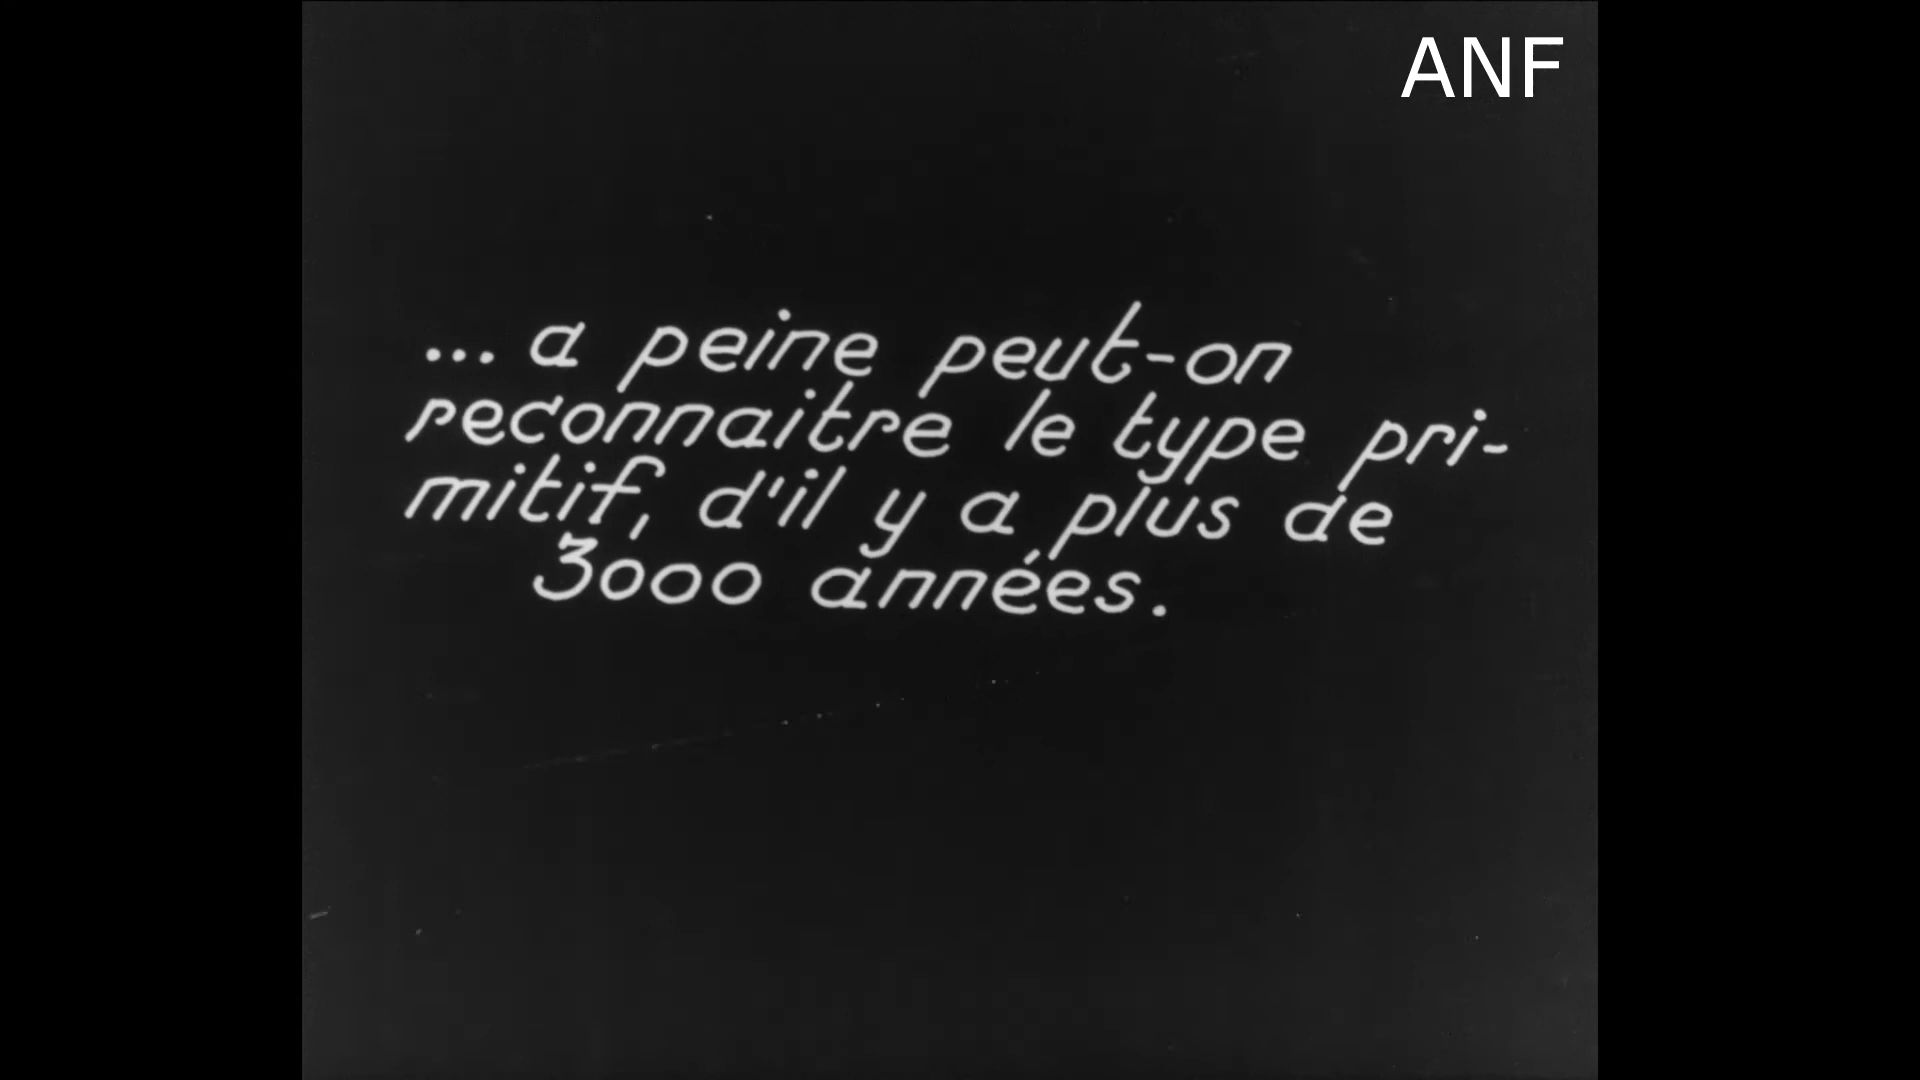 ANF
... a peine peut-on
reconnaitre le type pri-
mitif, d'il y a plus de
3000 années.